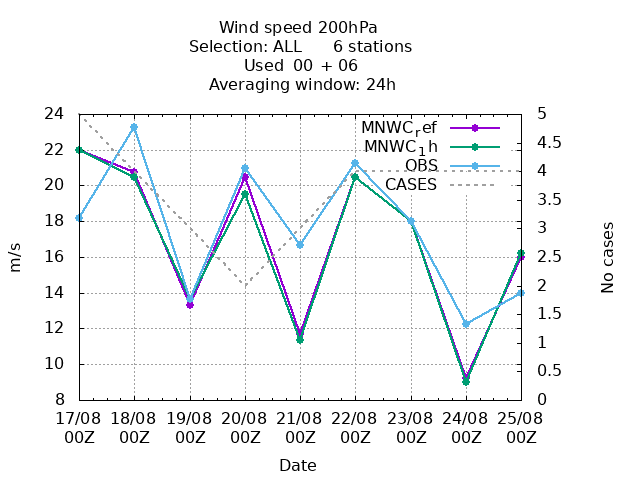 Wind speed 200hPa
Selection: ALL 6 stations
Used 00 + 06
Averaging window: 24h
MNWCref
MNWC1h
OBS
CASES
24
22
20
18
16
14
12
10
8
m/s
5
4.5
4
3.5
3
2.5
2
1.5
1
0.5
0
No cases
17/08 18/08 19/08 20/08 21/08 22/08 23/08 24/08 25/08
00Z 00Z 00Z 00Z 00Z 00Z 00Z 00Z 00Z
Date